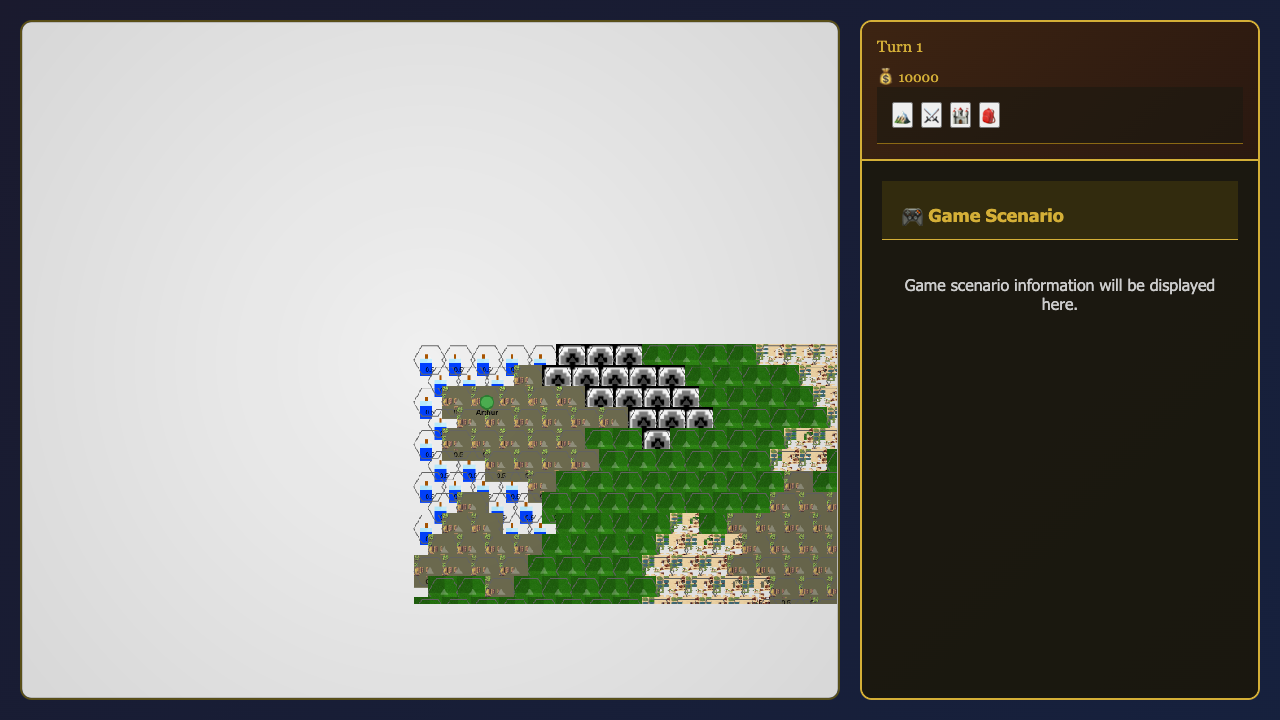 Turn 1
10000
Game Scenario
Game scenario information will be displayed
here.
Arthur